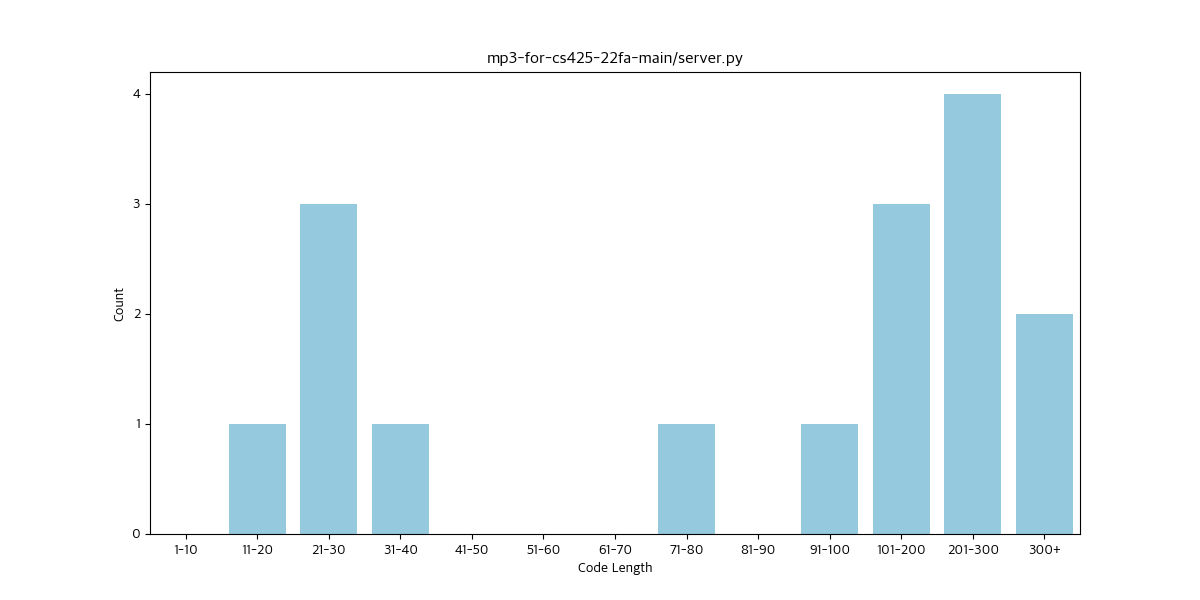 mp3-for-cs425-22fa-main/server.py
Count
4
3
2
1
0
1-10 11-20 21-30 31-40 41-50 51-60 61-70 71-80 81-90 91-100 101-200 201-300 300+
Code Length